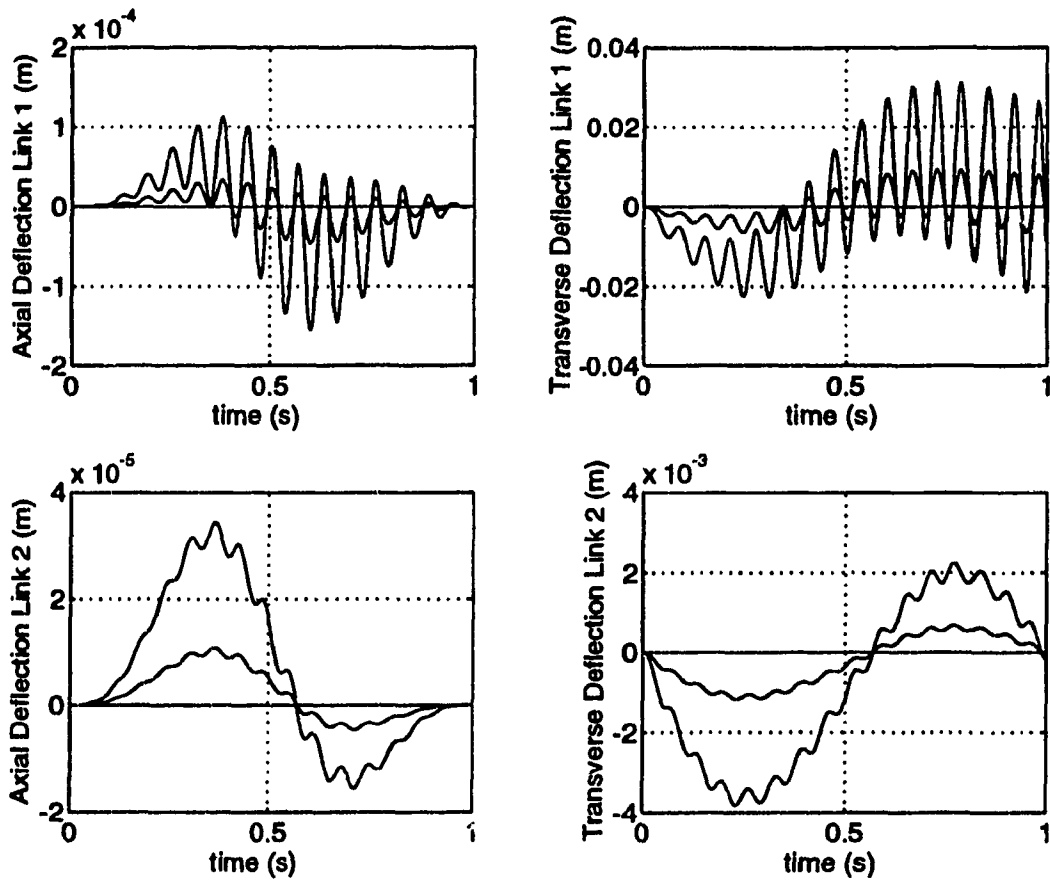 x 10-4
Axial Deflection Link 1 (m)
2
1
0
-1
-2
0 0.5 1
time (s)
Transverse Deflection Link 1 (m)
0.04
0.02
0
-0.02
-0.04
0 0.5 1
time (s)
x 10-5
Axial Deflection Link 2 (m)
4
2
0
-2
0 0.5 1
time (s)
x 10-3
Transverse Deflection Link 2 (m)
4
2
0
-2
-4
0 0.5 1
time (s)